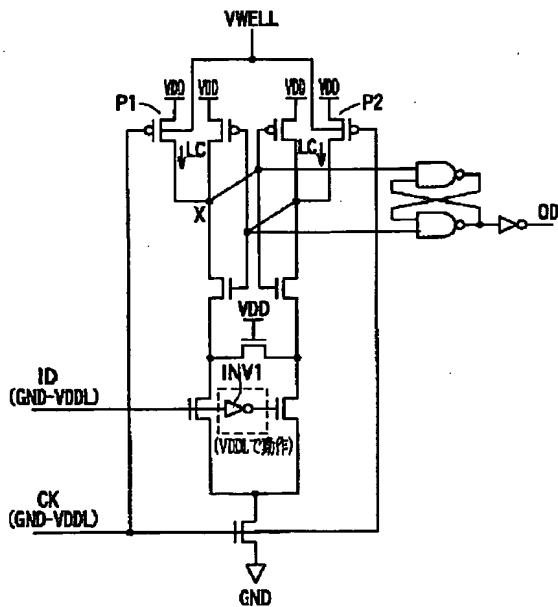 VWELL
P1
VDD
VDD
VDD
VDD
P2
LC
LC
X
OD
VDD
INV1
ID
(GND-VDDL)
(VDDLで動作)
CK
(GND-VDDL)
GND